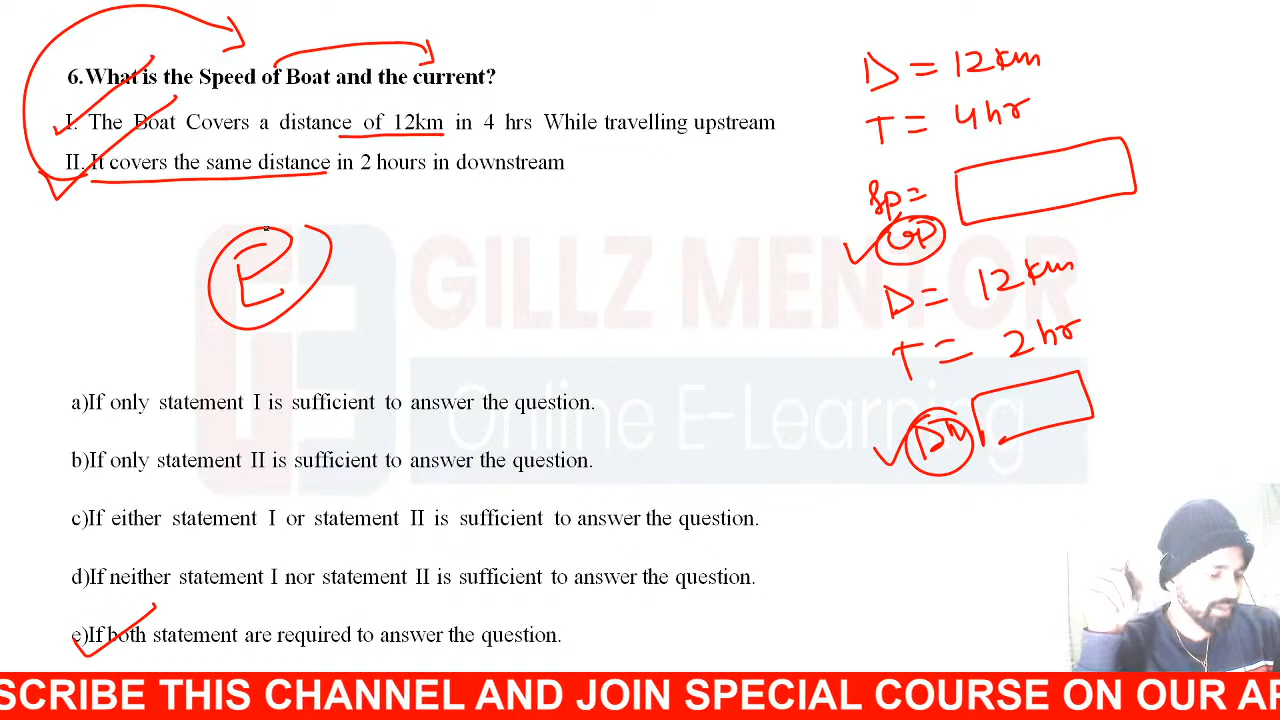 6.What is the Speed of Boat and the current?
I. The Boat Covers a distance of 12km in 4 hrs While travelling upstream
II. It covers the same distance in 2 hours in downstream
D = 12km
T = 4hr
Sp=
UP
D = 12km
T = 2hr
DN
E
GILLZ MENTOR
Online E-Learning
a)If only statement I is sufficient to answer the question.
b)If only statement II is sufficient to answer the question.
c)If either statement I or statement II is sufficient to answer the question.
d)If neither statement I nor statement II is sufficient to answer the question.
e)If both statement are required to answer the question.
SCRIBE THIS CHANNEL AND JOIN SPECIAL COURSE ON OUR AP